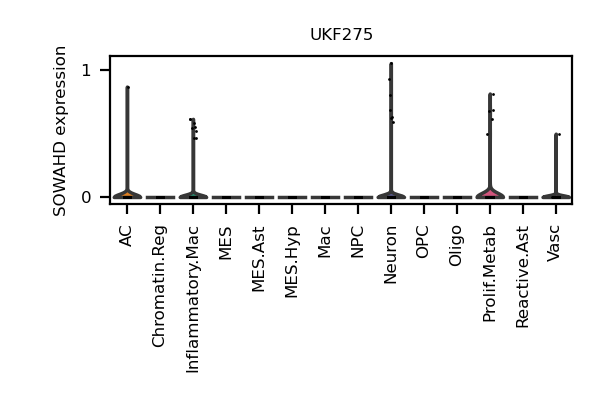 UKF275
SOWAHD expression
1
0
AC
Chromatin.Reg
Inflammatory.Mac
MES
MES.Ast
MES.Hyp
Mac
NPC
Neuron
OPC
Oligo
Prolif.Metab
Reactive.Ast
Vasc